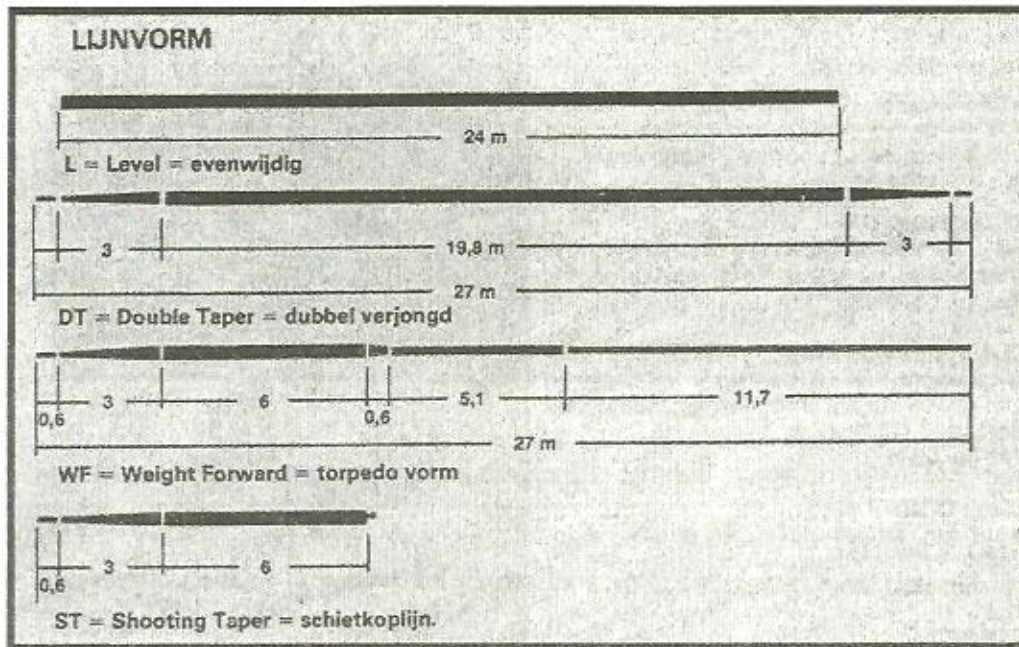 LIJNVORM
24 m
L = Level = evenwijdig
3 19,8 m 3
27 m
DT = Double Taper = dubbel verjongd
0,6 3 6 0,6 5,1 11,7
27 m
WF = Weight Forward = torpedo vorm
0,6 3 6
ST = Shooting Taper = schietkoplijn.